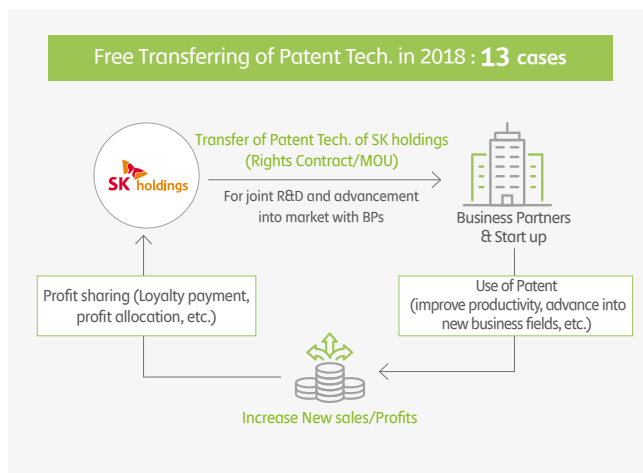 Free Transferring of Patent Tech. in 2018 : 13 cases
Transfer of Patent Tech. of SK holdings
(Rights Contract/MOU)
SK holdings
For joint R&D and advancement
into market with BPs
Business Partners
& Start up
Profit sharing (Loyalty payment,
profit allocation, etc.)
Use of Patent
(improve productivity, advance into
new business fields, etc.)
Increase New sales/Profits